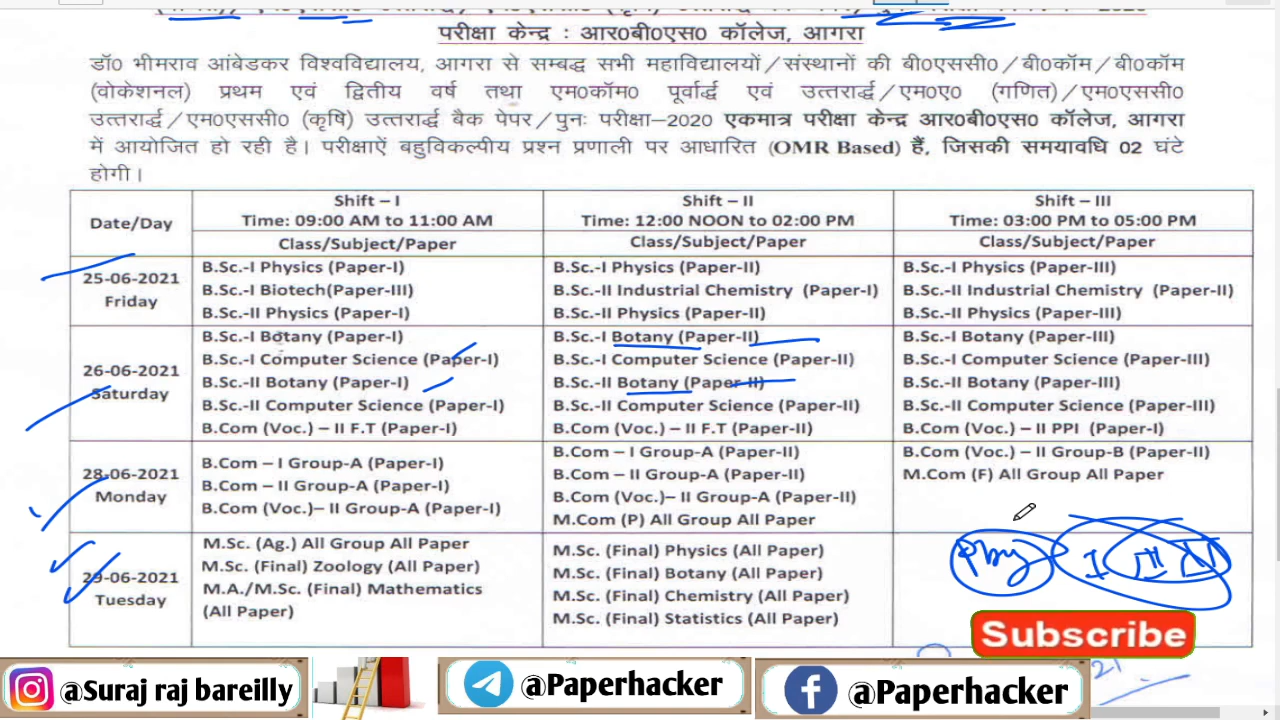 2020
परीक्षा केन्द्र : आर0बी0एस0 कॉलेज, आगरा
डॉ0 भीमराव आंबेडकर विश्वविद्यालय, आगरा से सम्बद्ध सभी महाविद्यालयों/संस्थानों की बी0एससी0/बी0कॉम/बी0कॉम
(वोकेशनल) प्रथम एवं द्वितीय वर्ष तथा एम0कॉम0 पूर्वार्द्ध एवं उत्तरार्द्ध/एम0ए0 (गणित)/एम0एससी0
उत्तरार्द्ध/एम0एससी0 (कृषि) उत्तरार्द्ध बैक पेपर/पुनः परीक्षा–2020 एकमात्र परीक्षा केन्द्र आर0बी0एस0 कॉलेज, आगरा
में आयोजित हो रही है। परीक्षाऐं बहुविकल्पीय प्रश्न प्रणाली पर आधारित (OMR Based) हैं, जिसकी समयावधि 02 घंटे
होगी।
Date/Day
Shift – I
Time: 09:00 AM to 11:00 AM
Class/Subject/Paper
Shift – II
Time: 12:00 NOON to 02:00 PM
Class/Subject/Paper
Shift – III
Time: 03:00 PM to 05:00 PM
Class/Subject/Paper
25-06-2021
Friday
B.Sc.-I Physics (Paper-I)
B.Sc.-I Biotech(Paper-III)
B.Sc.-II Physics (Paper-I)
B.Sc.-I Physics (Paper-II)
B.Sc.-II Industrial Chemistry (Paper-I)
B.Sc.-II Physics (Paper-II)
B.Sc.-I Physics (Paper-III)
B.Sc.-II Industrial Chemistry (Paper-II)
B.Sc.-II Physics (Paper-III)
26-06-2021
Saturday
B.Sc.-I Botany (Paper-I)
B.Sc.-I Computer Science (Paper-I)
B.Sc.-II Botany (Paper-I)
B.Sc.-II Computer Science (Paper-I)
B.Com (Voc.) – II F.T (Paper-I)
B.Sc.-I Botany (Paper-II)
B.Sc.-I Computer Science (Paper-II)
B.Sc.-II Botany (Paper-II)
B.Sc.-II Computer Science (Paper-II)
B.Com (Voc.) – II F.T (Paper-II)
B.Sc.-I Botany (Paper-III)
B.Sc.-I Computer Science (Paper-III)
B.Sc.-II Botany (Paper-III)
B.Sc.-II Computer Science (Paper-III)
B.Com (Voc.) – II PPI (Paper-I)
28-06-2021
Monday
B.Com – I Group-A (Paper-I)
B.Com – II Group-A (Paper-I)
B.Com (Voc.)– II Group-A (Paper-I)
B.Com – I Group-A (Paper-II)
B.Com – II Group-A (Paper-II)
B.Com (Voc.)– II Group-A (Paper-II)
M.Com (P) All Group All Paper
B.Com (Voc.) – II Group-B (Paper-II)
M.Com (F) All Group All Paper
29-06-2021
Tuesday
M.Sc. (Ag.) All Group All Paper
M.Sc. (Final) Zoology (All Paper)
M.A./M.Sc. (Final) Mathematics
(All Paper)
M.Sc. (Final) Physics (All Paper)
M.Sc. (Final) Botany (All Paper)
M.Sc. (Final) Chemistry (All Paper)
M.Sc. (Final) Statistics (All Paper)
Phy I II
Subscribe
21
@Suraj raj bareilly
@Paperhacker
@Paperhacker